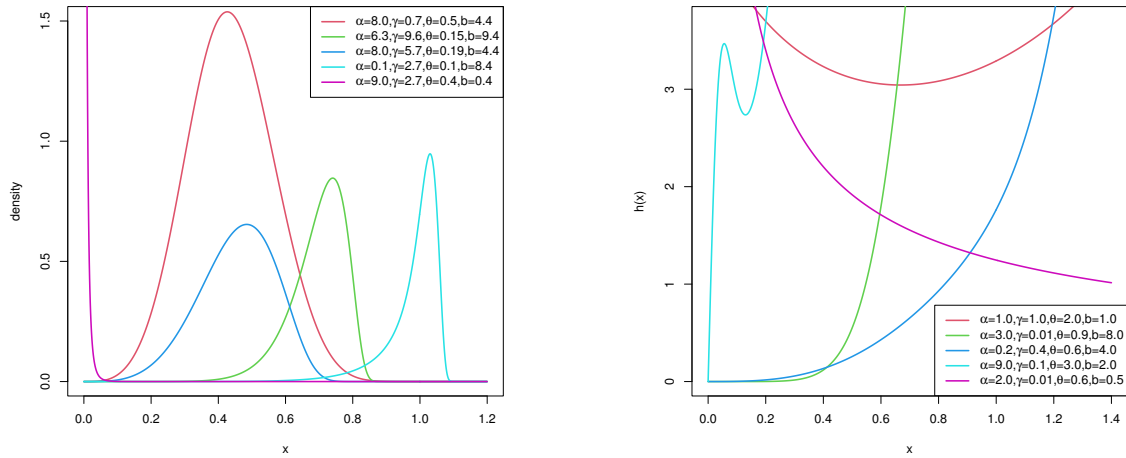 density
1.5
1.0
0.5
0.0
α=8.0,γ=0.7,θ=0.5,b=4.4
α=6.3,γ=9.6,θ=0.15,b=9.4
α=8.0,γ=5.7,θ=0.19,b=4.4
α=0.1,γ=2.7,θ=0.1,b=8.4
α=9.0,γ=2.7,θ=0.4,b=0.4
0.0 0.2 0.4 0.6 0.8 1.0 1.2
x
h(x)
3
2
1
0
α=1.0,γ=1.0,θ=2.0,b=1.0
α=3.0,γ=0.01,θ=0.9,b=8.0
α=0.2,γ=0.4,θ=0.6,b=4.0
α=9.0,γ=0.1,θ=3.0,b=2.0
α=2.0,γ=0.01,θ=0.6,b=0.5
0.0 0.2 0.4 0.6 0.8 1.0 1.2 1.4
x